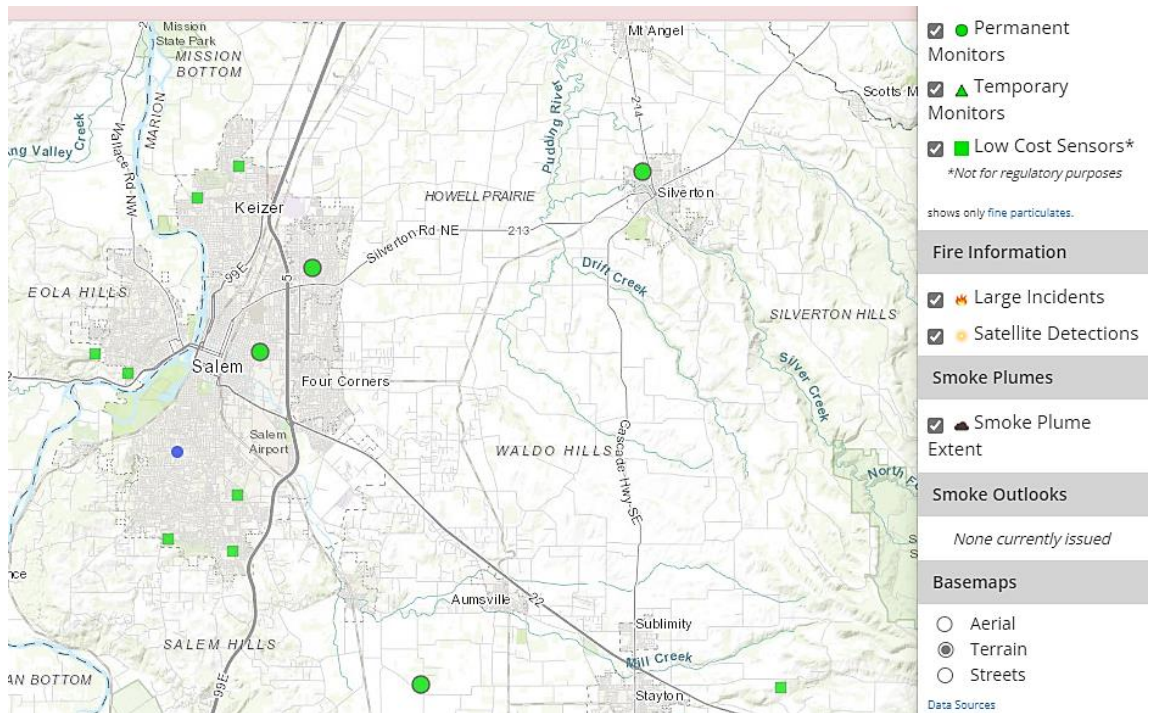 Mission
State Park
MISSION
BOTTOM
Mt Angel
Scotts M
MARION
Wallace Rd NW
ng Valley Creek
Pudding River
214
HOWELL PRAIRIE
Silverton
Keizer
Silverton Rd NE
213
99E
5
EOLA HILLS
Drift Creek
SILVERTON HILLS
Salem
Four Corners
Silver Creek
Salem
Airport
WALDO HILLS
Cascade Hwy SE
North F
nce
Aumsville
22
Sublimity
SALEM HILLS
Mill Creek
99E
AN BOTTOM
Stayton
Permanent
Monitors
Temporary
Monitors
Low Cost Sensors*
*Not for regulatory purposes
shows only fine particulates.
Fire Information
Large Incidents
Satellite Detections
Smoke Plumes
Smoke Plume
Extent
Smoke Outlooks
None currently issued
Basemaps
Aerial
Terrain
Streets
Data Sources